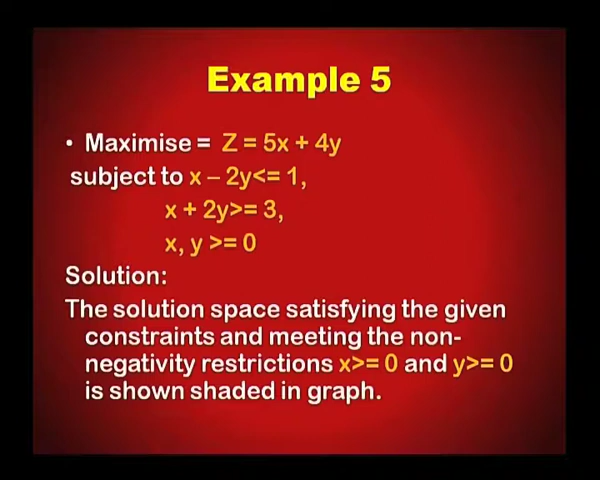 Example 5
• Maximise = Z = 5x + 4y
subject to x – 2y<= 1,
x + 2y>= 3,
x, y >= 0
Solution:
The solution space satisfying the given
constraints and meeting the non-
negativity restrictions x>= 0 and y>= 0
is shown shaded in graph.